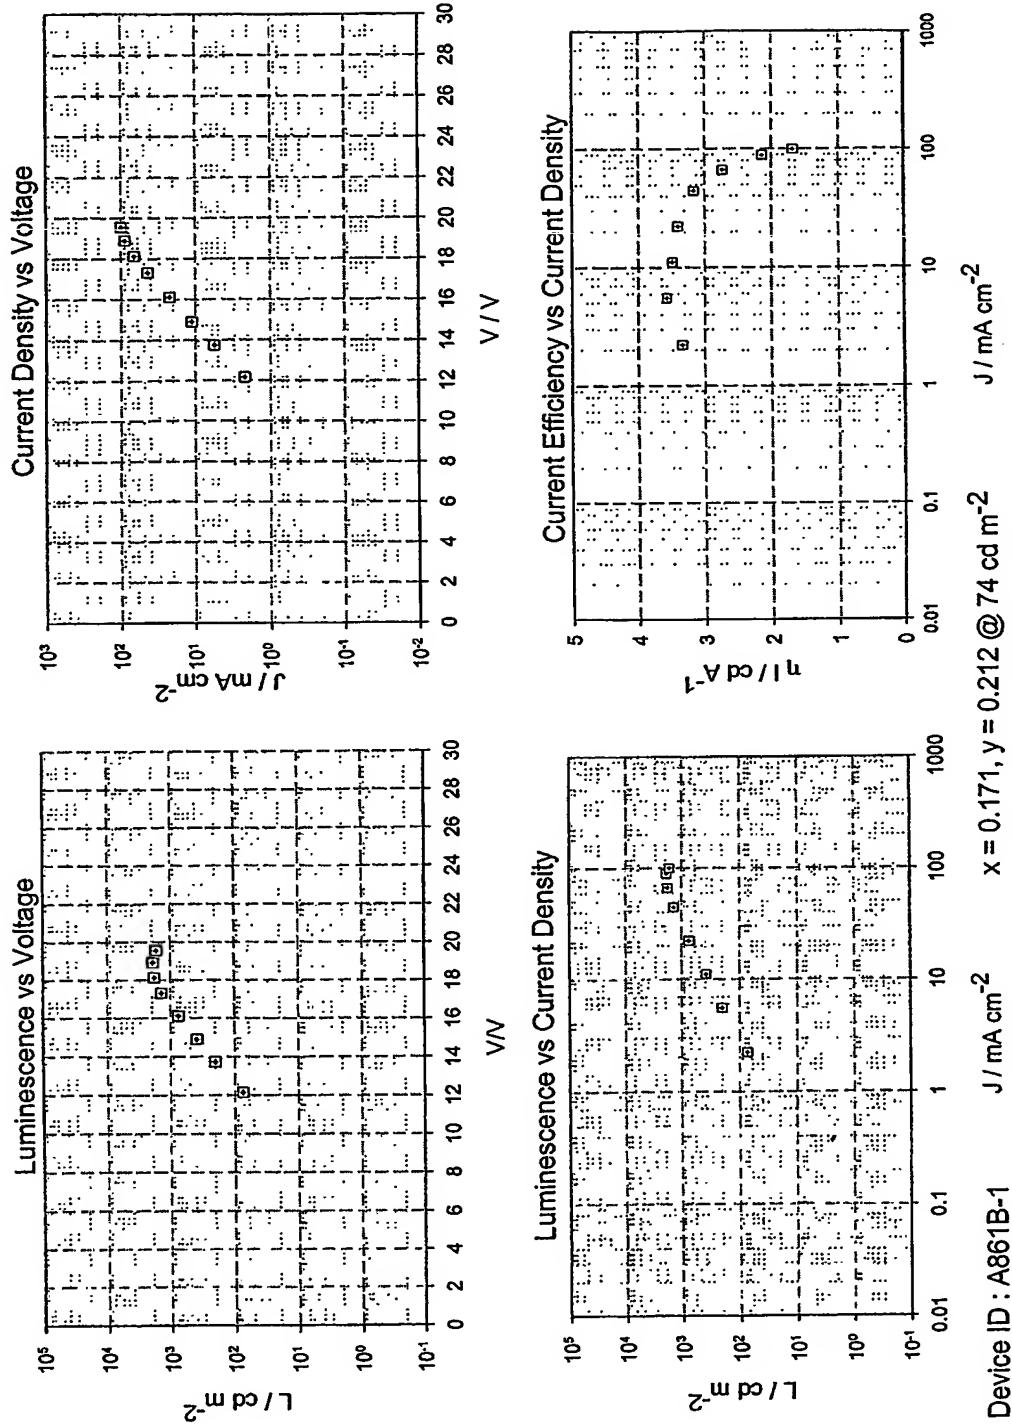 Luminescence vs Voltage
10⁵
10⁴
10³
10²
10¹
10⁰
10⁻¹
L / cd m⁻²
0 2 4 6 8 10 12 14 16 18 20 22 24 26 28 30
V/V
Current Density vs Voltage
10³
10²
10¹
10⁰
10⁻¹
10⁻²
J / mA cm⁻²
0 2 4 6 8 10 12 14 16 18 20 22 24 26 28 30
V / V
Luminescence vs Current Density
10⁵
10⁴
10³
10²
10¹
10⁰
10⁻¹
L / cd m⁻²
0.01 0.1 1 10 100 1000
J / mA cm⁻²
Current Efficiency vs Current Density
5
4
3
2
1
0
η I / cd A⁻¹
0.01 0.1 1 10 100 1000
J / mA cm⁻²
Device ID : A861B-1
x = 0.171, y = 0.212 @ 74 cd m⁻²